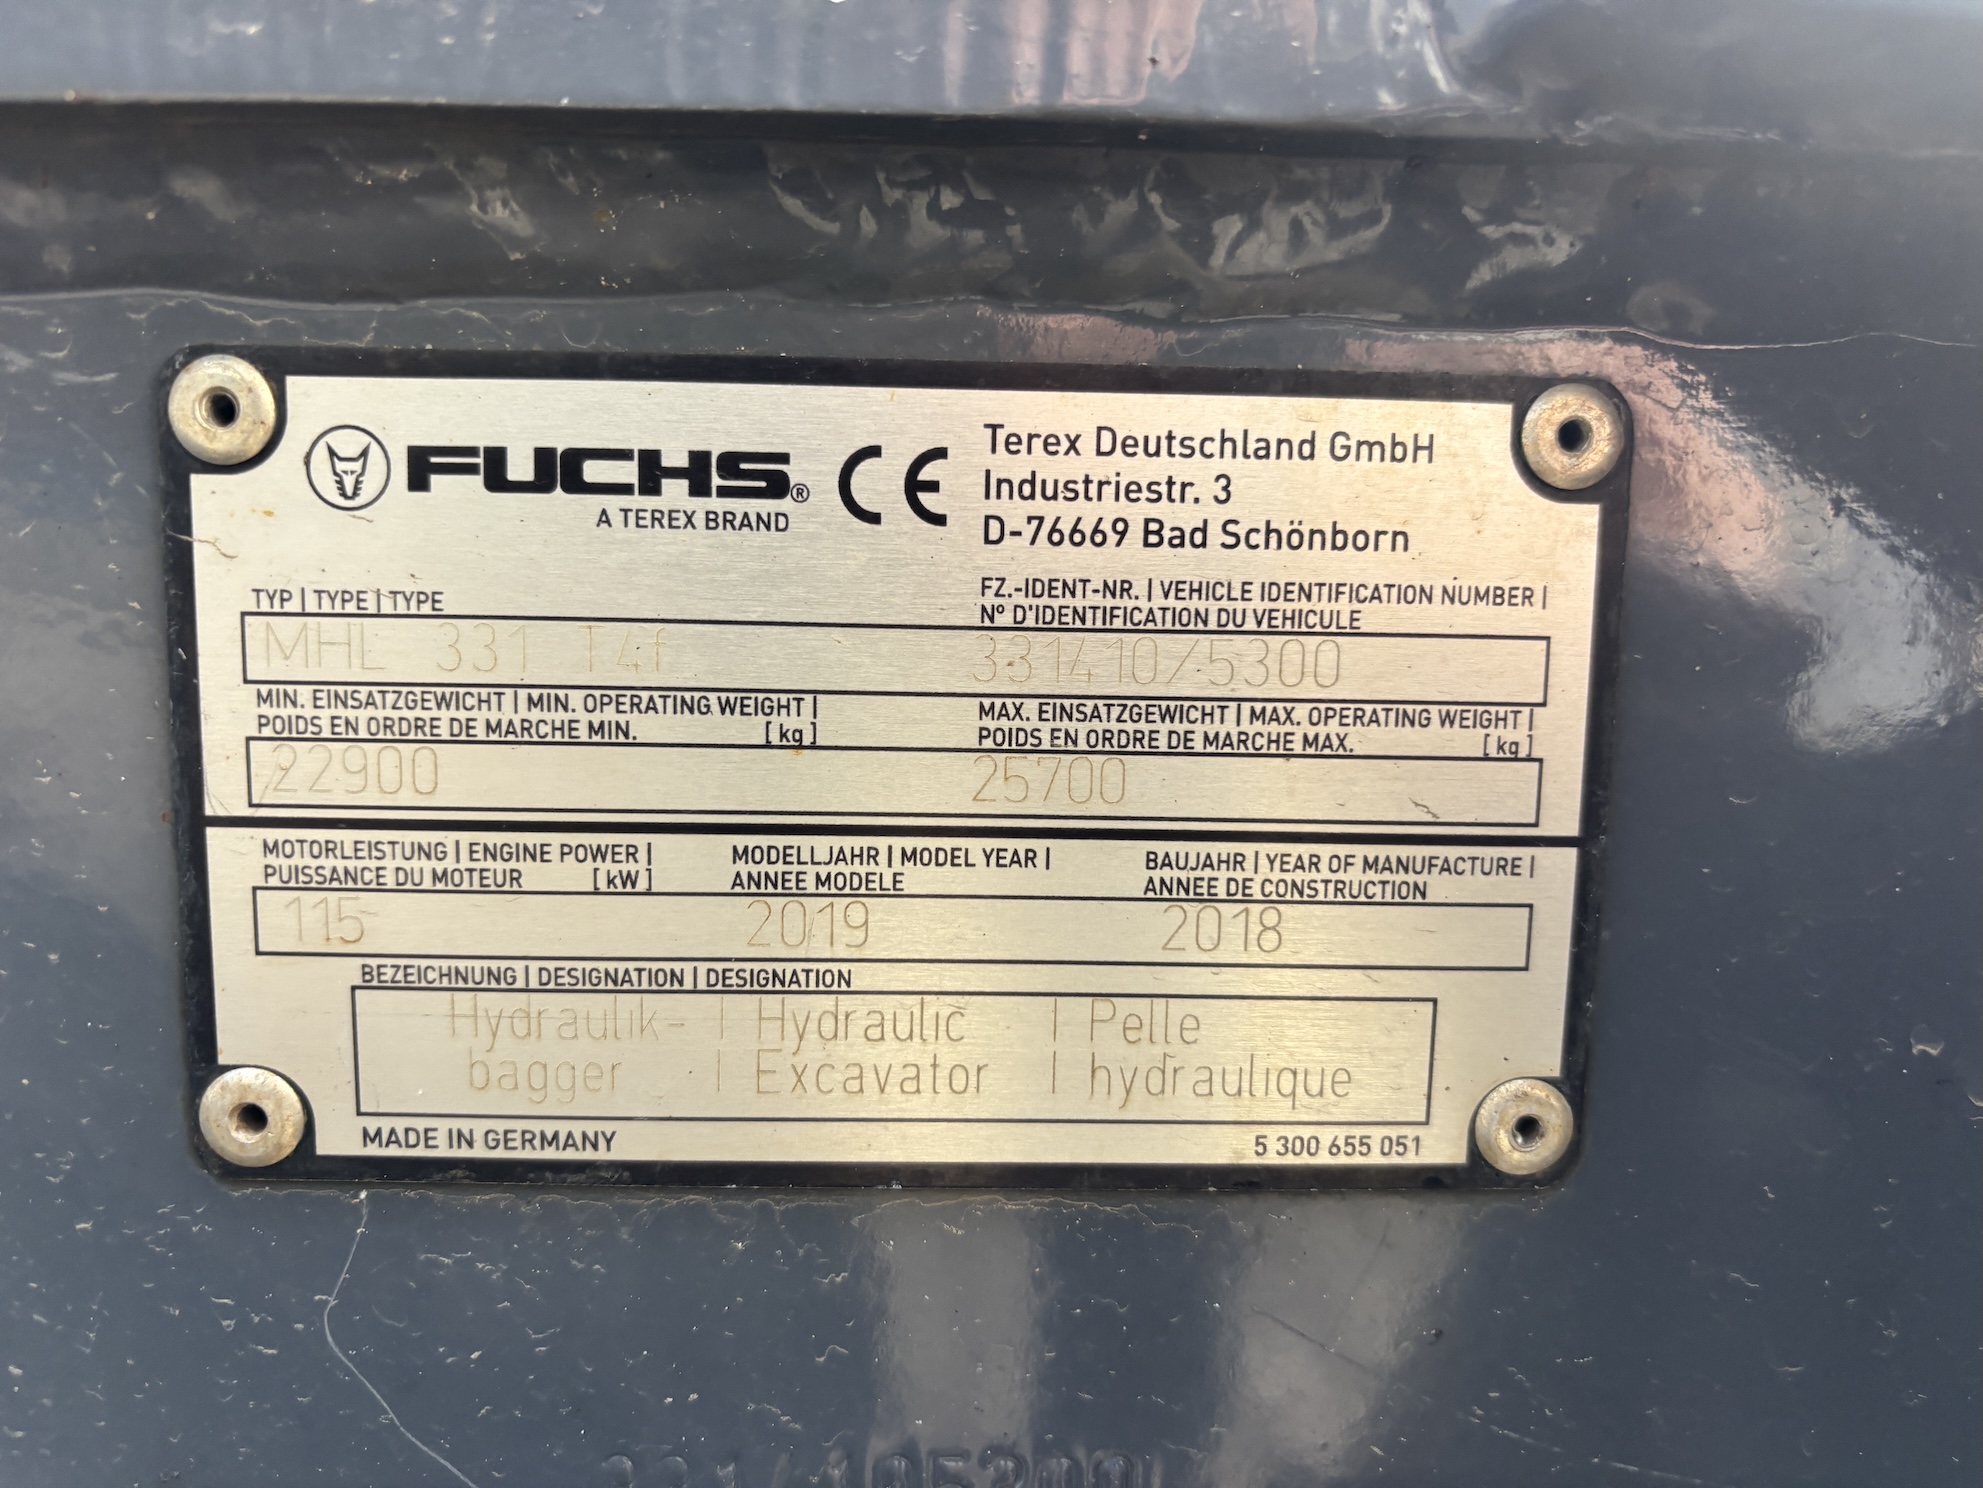 FUCHS®
A TEREX BRAND
CE
Terex Deutschland GmbH
Industriestr. 3
D-76669 Bad Schönborn
TYP | TYPE | TYPE
MHL 331 T4f
FZ.-IDENT-NR. | VEHICLE IDENTIFICATION NUMBER |
N° D'IDENTIFICATION DU VEHICULE
331410/5300
MIN. EINSATZGEWICHT | MIN. OPERATING WEIGHT |
POIDS EN ORDRE DE MARCHE MIN. [kg]
22900
MAX. EINSATZGEWICHT | MAX. OPERATING WEIGHT |
POIDS EN ORDRE DE MARCHE MAX. [kg]
25700
MOTORLEISTUNG | ENGINE POWER |
PUISSANCE DU MOTEUR [kW]
115
MODELLJAHR | MODEL YEAR |
ANNEE MODELE
2019
BAUJAHR | YEAR OF MANUFACTURE |
ANNEE DE CONSTRUCTION
2018
BEZEICHNUNG | DESIGNATION | DESIGNATION
Hydraulik- | Hydraulic | Pelle
bagger | Excavator | hydraulique
MADE IN GERMANY
5 300 655 051